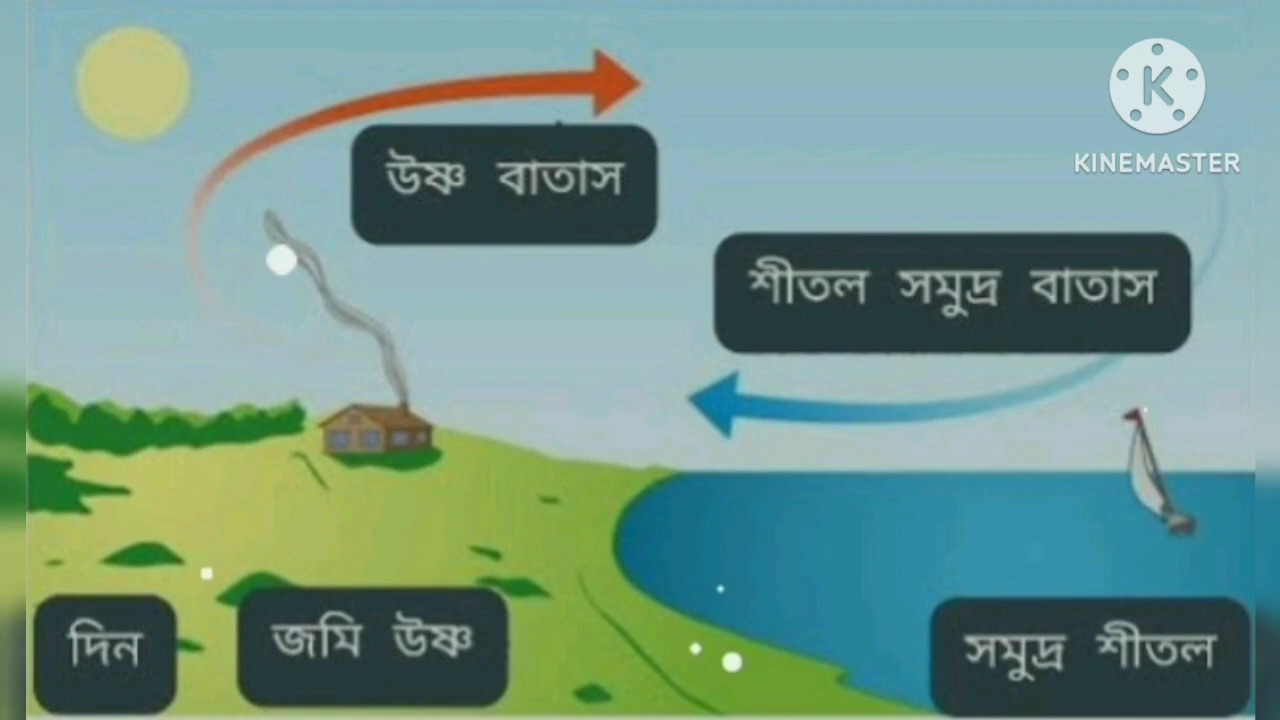 KINEMASTER
উষ্ণ বাতাস
শীতল সমুদ্র বাতাস
দিন
জমি উষ্ণ
সমুদ্র শীতল